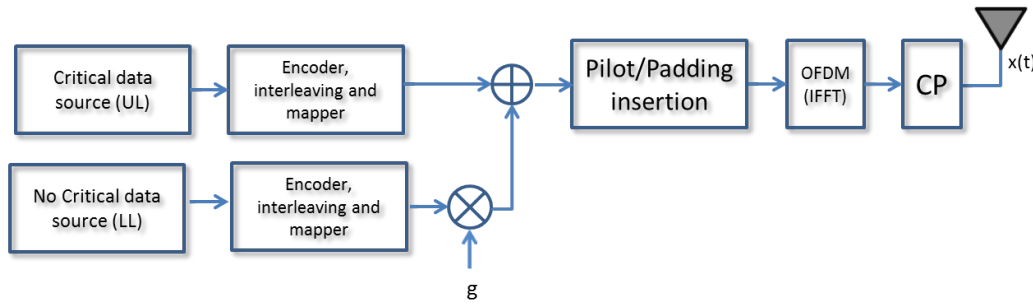 Critical data
source (UL)
Encoder,
interleaving and
mapper
Pilot/Padding
insertion
OFDM
(IFFT)
CP
x(t)
No Critical data
source (LL)
Encoder,
interleaving and
mapper
g